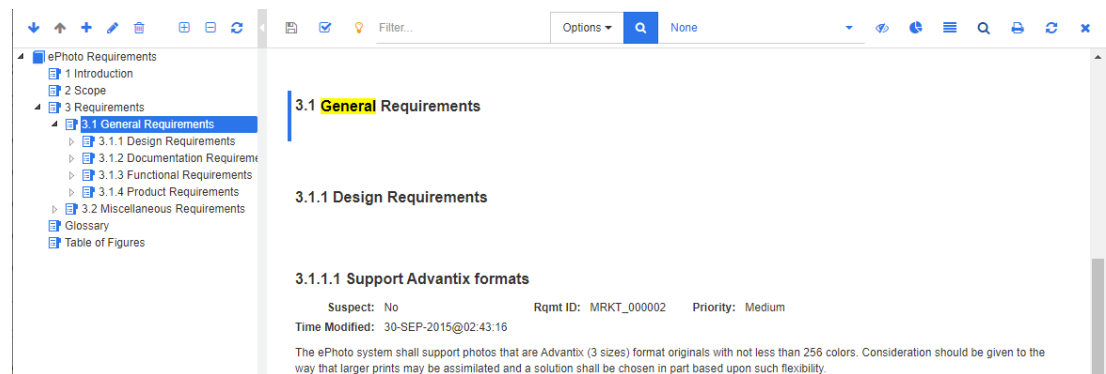 Filter...
Options
None
ePhoto Requirements
1 Introduction
2 Scope
3 Requirements
3.1 General Requirements
3.1.1 Design Requirements
3.1.2 Documentation Requireme
3.1.3 Functional Requirements
3.1.4 Product Requirements
3.2 Miscellaneous Requirements
Glossary
Table of Figures
3.1 General Requirements
3.1.1 Design Requirements
3.1.1.1 Support Advantix formats
Suspect: No Rqmt ID: MRKT_000002 Priority: Medium
Time Modified: 30-SEP-2015@02:43:16
The ePhoto system shall support photos that are Advantix (3 sizes) format originals with not less than 256 colors. Consideration should be given to the
way that larger prints may be assimilated and a solution shall be chosen in part based upon such flexibility.